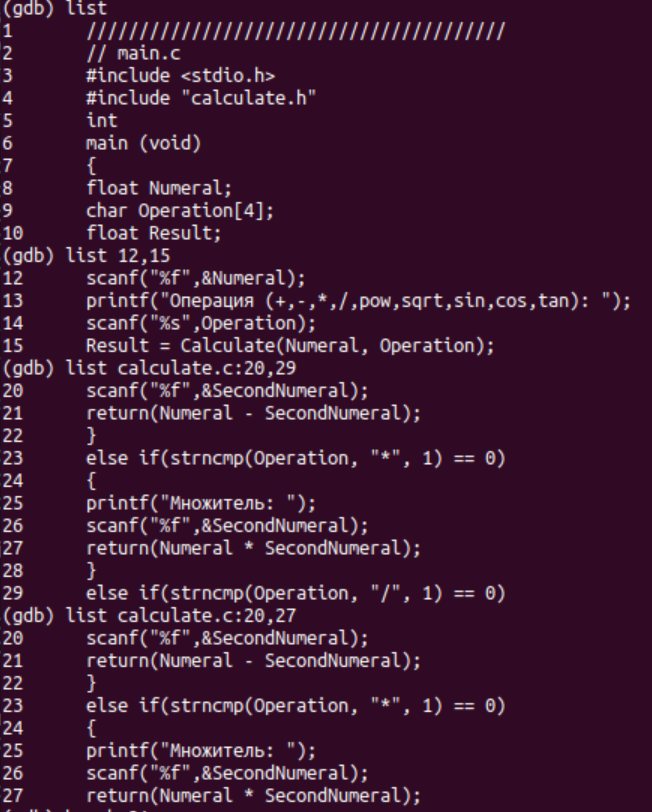 (gdb) list
1 ////////////////////////////////////////
2 // main.c
3 #include <stdio.h>
4 #include "calculate.h"
5 int
6 main (void)
7 {
8 float Numeral;
9 char Operation[4];
10 float Result;
(gdb) list 12,15
12 scanf("%f",&Numeral);
13 printf("Операция (+,-,*,/,pow,sqrt,sin,cos,tan): ");
14 scanf("%s",Operation);
15 Result = Calculate(Numeral, Operation);
(gdb) list calculate.c:20,29
20 scanf("%f",&SecondNumeral);
21 return(Numeral - SecondNumeral);
22 }
23 else if(strncmp(Operation, "*", 1) == 0)
24 {
25 printf("Множитель: ");
26 scanf("%f",&SecondNumeral);
27 return(Numeral * SecondNumeral);
28 }
29 else if(strncmp(Operation, "/", 1) == 0)
(gdb) list calculate.c:20,27
20 scanf("%f",&SecondNumeral);
21 return(Numeral - SecondNumeral);
22 }
23 else if(strncmp(Operation, "*", 1) == 0)
24 {
25 printf("Множитель: ");
26 scanf("%f",&SecondNumeral);
27 return(Numeral * SecondNumeral);